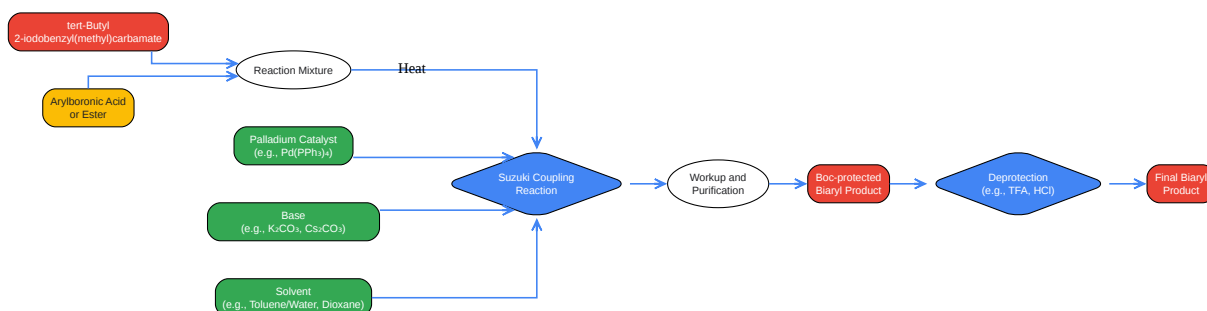 tert-Butyl
2-iodobenzyl(methyl)carbamate
Reaction Mixture
Heat
Arylboronic Acid
or Ester
Palladium Catalyst
(e.g., Pd(PPh₃)₄)
Suzuki Coupling
Reaction
Workup and
Purification
Boc-protected
Biaryl Product
Deprotection
(e.g., TFA, HCl)
Final Biaryl
Product
Base
(e.g., K₂CO₃, Cs₂CO₃)
Solvent
(e.g., Toluene/Water, Dioxane)